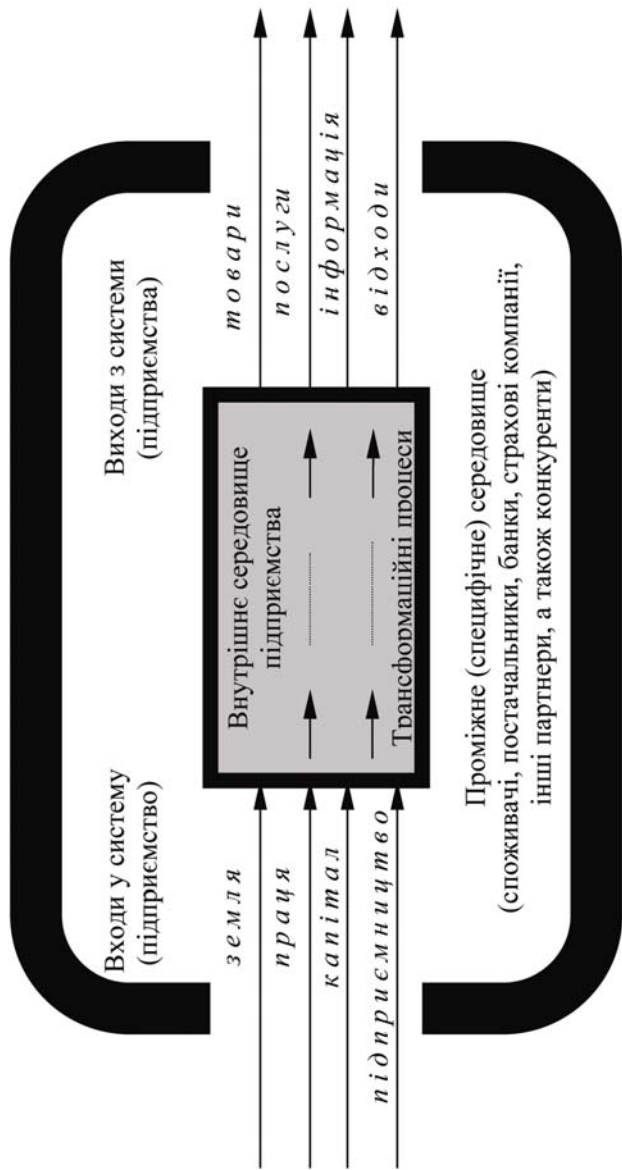 Входи у систему
(підприємство)
Виходи з системи
(підприємства)
земля
праця
капітал
підприємництво
Внутрішнє середовище
підприємства
Трансформаційні процеси
товари
послуги
інформація
відходи
Проміжне (специфічне) середовище
(споживачі, постачальники, банки, страхові компанії,
інші партнери, а також конкуренти)